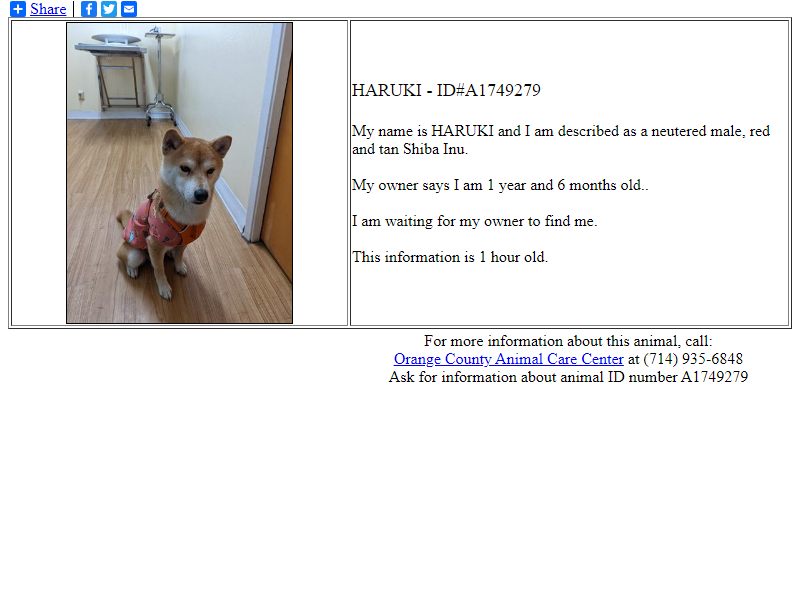 Share |
HARUKI - ID#A1749279
My name is HARUKI and I am described as a neutered male, red
and tan Shiba Inu.
My owner says I am 1 year and 6 months old..
I am waiting for my owner to find me.
This information is 1 hour old.
For more information about this animal, call:
Orange County Animal Care Center at (714) 935-6848
Ask for information about animal ID number A1749279